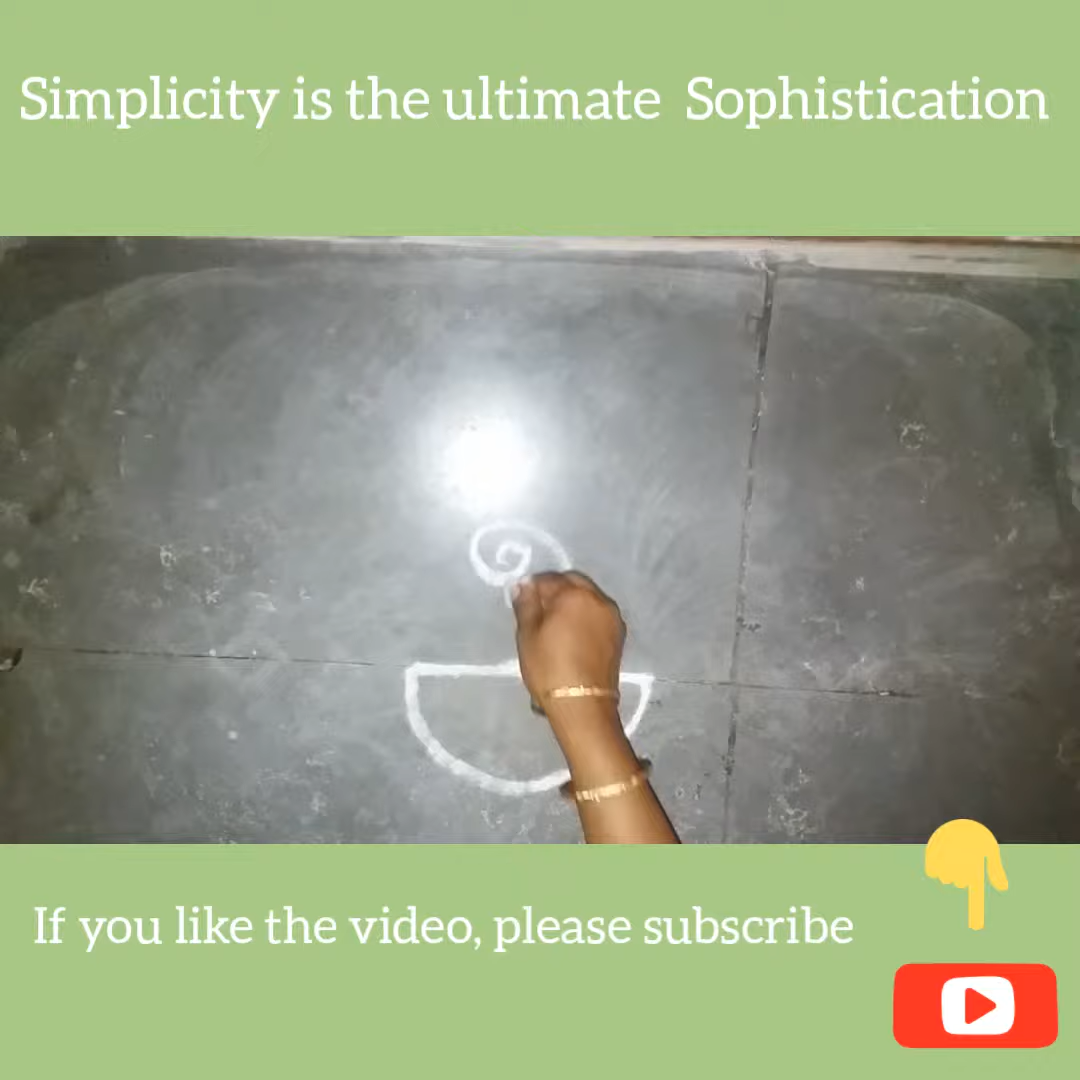 Simplicity is the ultimate Sophistication
If you like the video, please subscribe